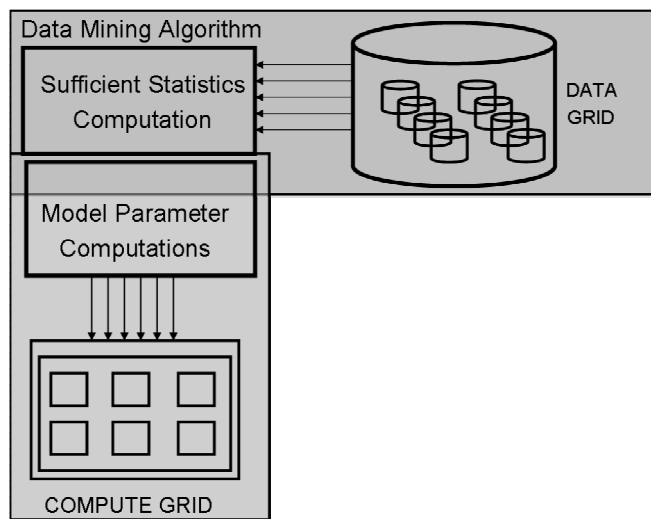 Data Mining Algorithm
Sufficient Statistics
Computation
DATA
GRID
Model Parameter
Computations
COMPUTE GRID